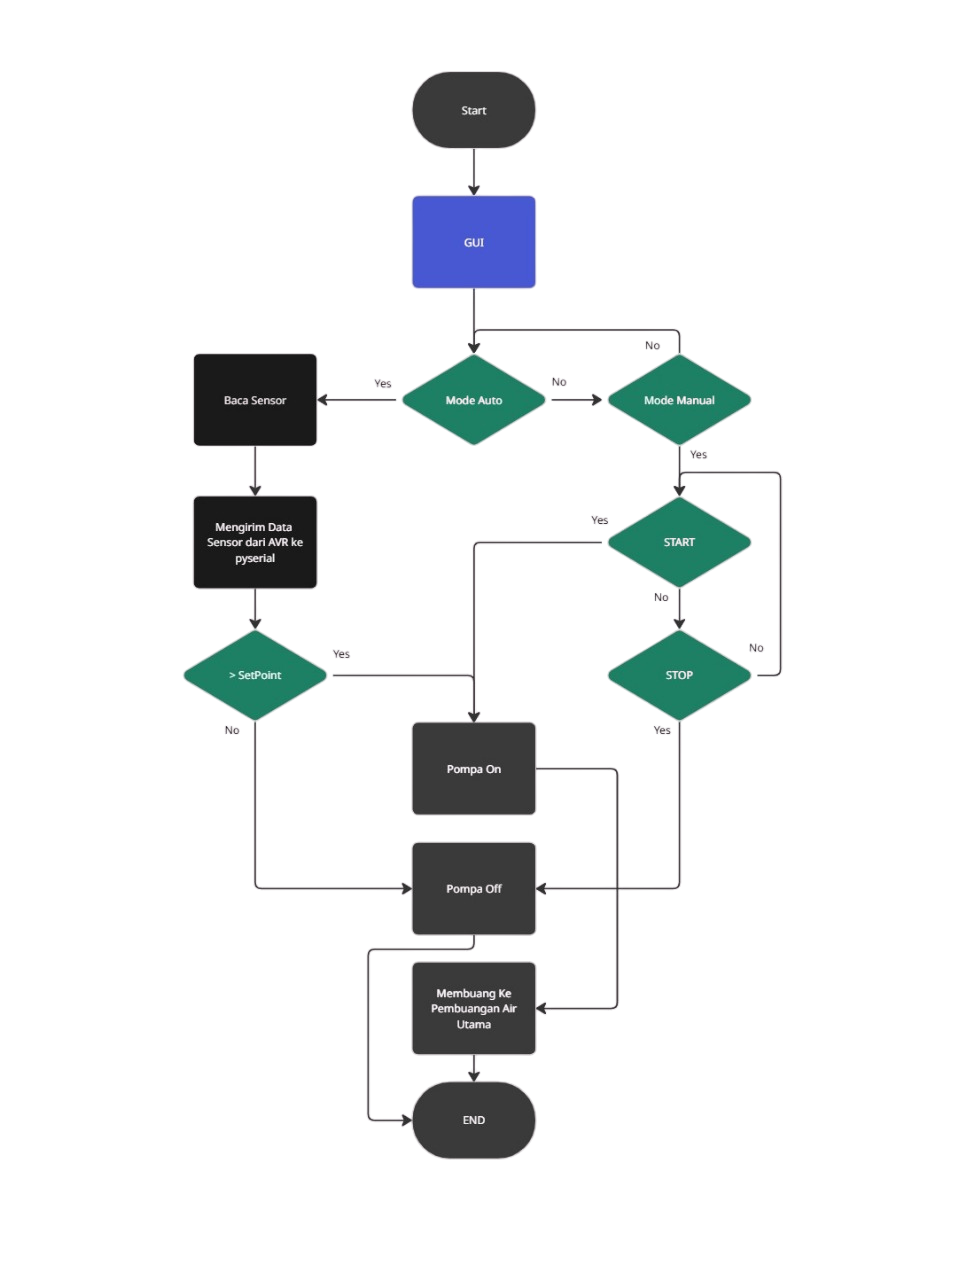 Start
GUI
No
Yes
No
Baca Sensor
Mode Auto
Mode Manual
Yes
Mengirim Data
Sensor dari AVR ke
pyserial
Yes
START
No
> SetPoint
Yes
STOP
No
No
Yes
Pompa On
Pompa Off
Membuang Ke
Pembuangan Air
Utama
END